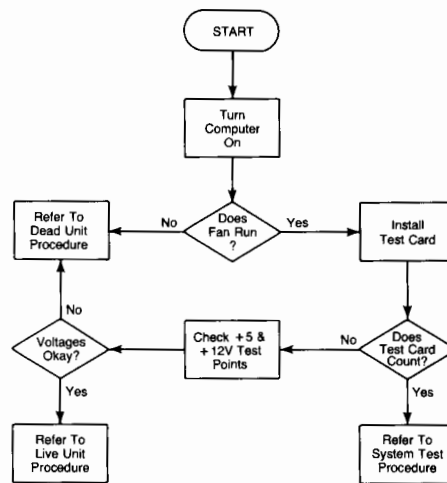 START
Turn
Computer
On
Does
Fan Run
?
No
Yes
Refer To
Dead Unit
Procedure
Install
Test Card
No
Voltages
Okay?
Check +5 &
+ 12V Test
Points
No
Does
Test Card
Count?
Yes
Yes
Refer To
Live Unit
Procedure
Refer To
System Test
Procedure